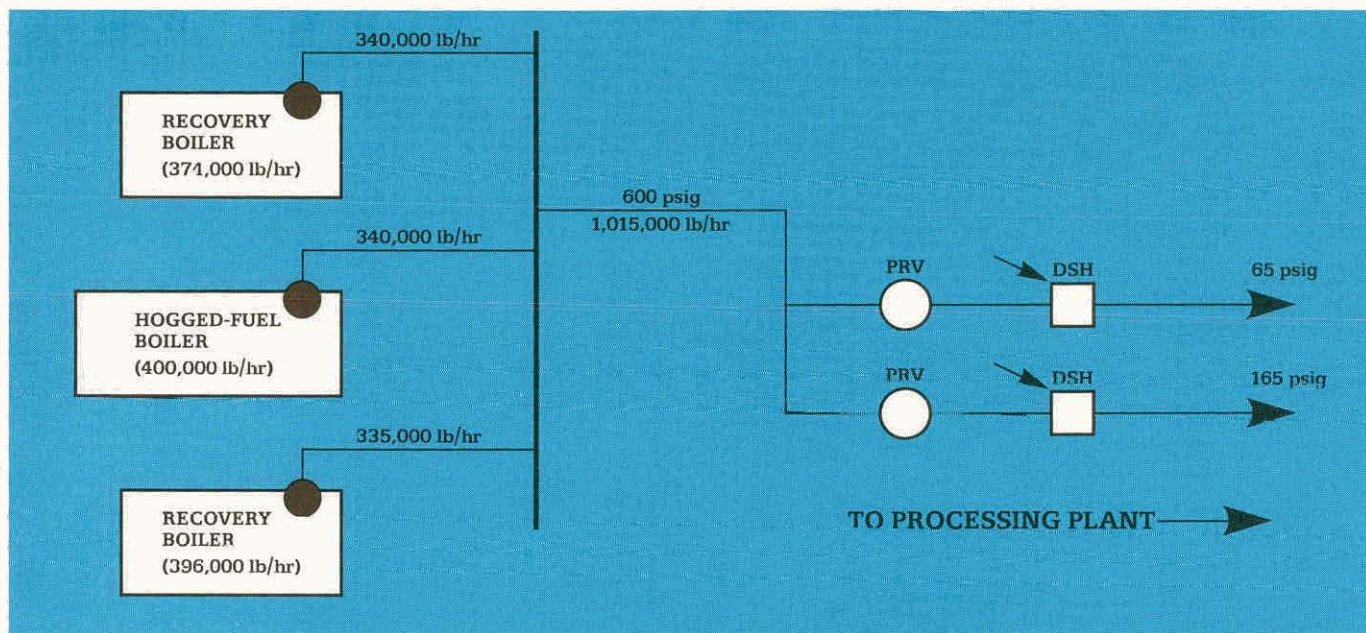 340,000 lb/hr
RECOVERY
BOILER
(371,000 lb/hr)
340,000 lb/hr
HOGGED-FUEL
BOILER
(400,000 lb/hr)
335,000 lb/hr
RECOVERY
BOILER
(396,000 lb/hr)
600 psig
1,015,000 lb/hr
PRV
DSH
65 psig
PRV
DSH
165 psig
TO PROCESSING PLANT